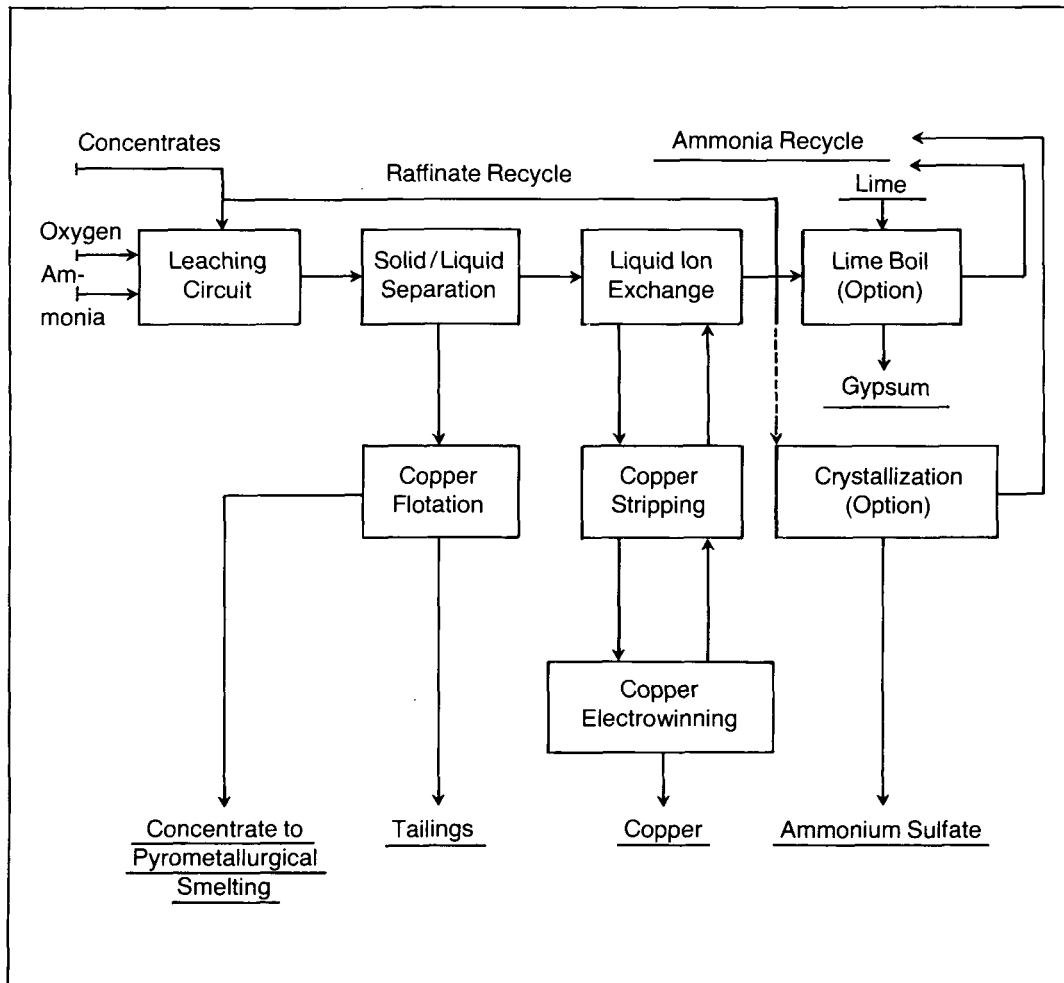 Concentrates
Ammonia Recycle
Raffinate Recycle
Lime
Oxygen
Am-
monia
Leaching
Circuit
Solid/Liquid
Separation
Liquid Ion
Exchange
Lime Boil
(Option)
Gypsum
Copper
Flotation
Copper
Stripping
Crystallization
(Option)
Copper
Electrowinning
Concentrate to
Pyrometallurgical
Smelting
Tailings
Copper
Ammonium Sulfate